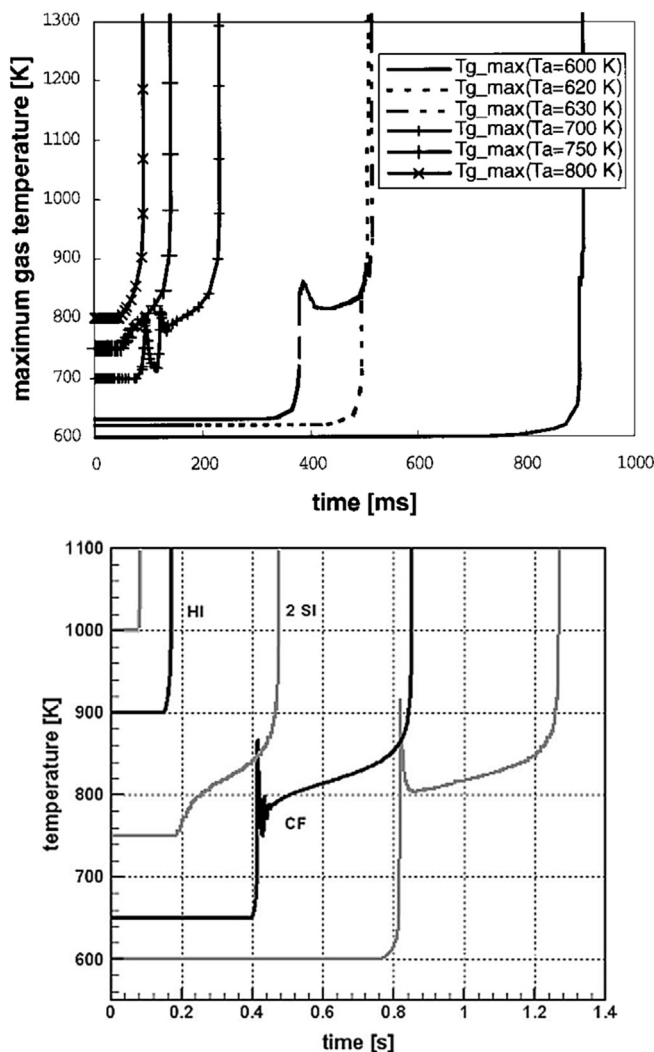 1300
1200
1100
1000
900
800
700
600
maximum gas temperature [K]
Tg_max(Ta=600 K)
Tg_max(Ta=620 K)
Tg_max(Ta=630 K)
Tg_max(Ta=700 K)
Tg_max(Ta=750 K)
Tg_max(Ta=800 K)
0 200 400 600 800 1000
time [ms]
1100
1000
900
800
700
600
temperature [K]
HI 2 SI
CF
0 0.2 0.4 0.6 0.8 1 1.2 1.4
time [s]